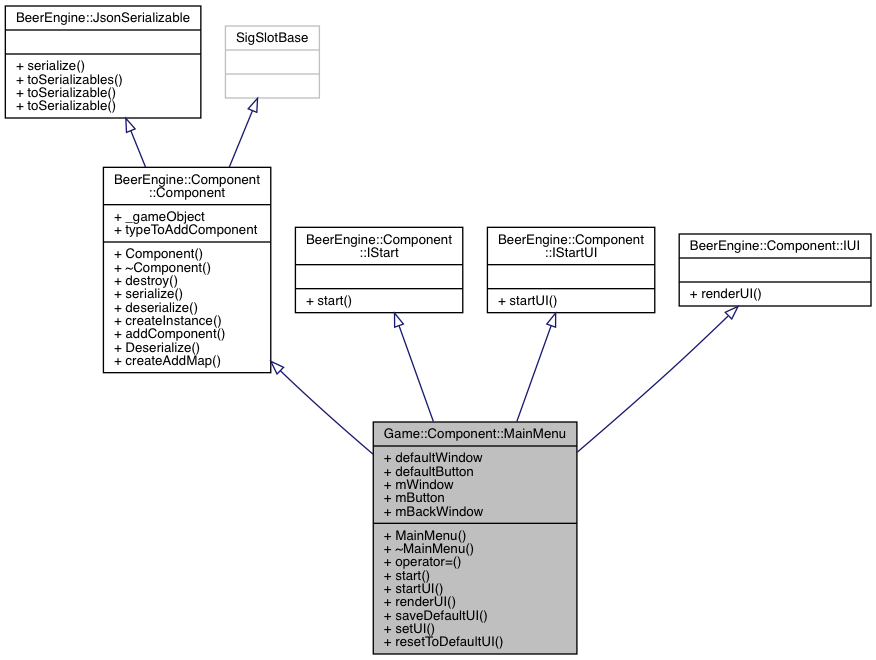 BeerEngine::JsonSerializable
+ serialize()
+ toSerializables()
+ toSerializable()
+ toSerializable()
SigSlotBase
BeerEngine::Component
::Component
+ _gameObject
+ typeToAddComponent
+ Component()
+ ~Component()
+ destroy()
+ serialize()
+ deserialize()
+ createInstance()
+ addComponent()
+ Deserialize()
+ createAddMap()
BeerEngine::Component
::IStart
+ start()
BeerEngine::Component
::IStartUI
+ startUI()
BeerEngine::Component::IUI
+ renderUI()
Game::Component::MainMenu
+ defaultWindow
+ defaultButton
+ mWindow
+ mButton
+ mBackWindow
+ MainMenu()
+ ~MainMenu()
+ operator=()
+ start()
+ startUI()
+ renderUI()
+ saveDefaultUI()
+ setUI()
+ resetToDefaultUI()